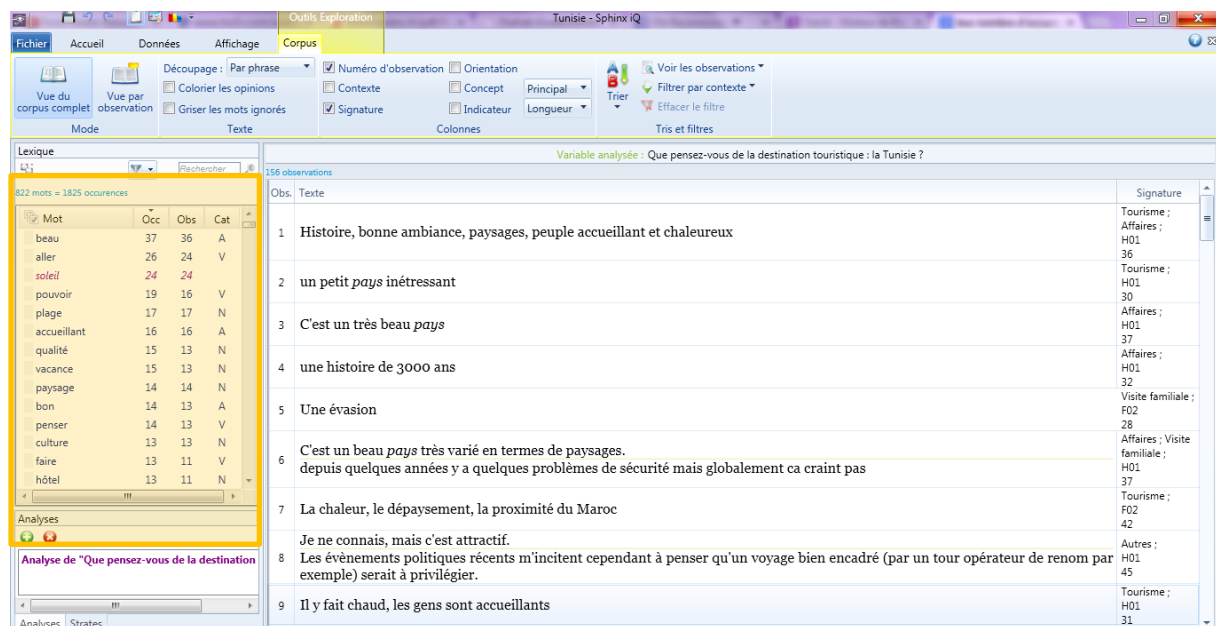 Outils Exploration
Tunisie - Sphinx iQ
Fichier Accueil Données Affichage Corpus
Vue du corpus complet
Vue par observation
Mode
Découpage : Par phrase
Colorier les opinions
Griser les mots ignorés
Texte
Numéro d'observation Orientation
Contexte Concept Principal
Signature Indicateur Longueur
Colonnes
Trier
Voir les observations
Filtrer par contexte
Effacer le filtre
Tris et filtres
Lexique
Rechercher
822 mots = 1825 occurences
Mot Occ Obs Cat
beau 37 36 A
aller 26 24 V
soleil 24 24
pouvoir 19 16 V
plage 17 17 N
accueillant 16 16 A
qualité 15 13 N
vacance 15 13 N
paysage 14 14 N
bon 14 13 A
penser 14 13 V
culture 13 13 N
faire 13 11 V
hôtel 13 11 N
Analyses
Analyse de "Que pensez-vous de la destination
Analyses Strates
Variable analysée : Que pensez-vous de la destination touristique : la Tunisie ?
156 observations
Obs. Texte Signature
1 Histoire, bonne ambiance, paysages, peuple accueillant et chaleureux
Tourisme ;
Affaires ;
H01
36
2 un petit pays inétressant
Tourisme ;
H01
30
3 C'est un très beau pays
Affaires ;
H01
37
4 une histoire de 3000 ans
Affaires ;
H01
32
5 Une évasion
Visite familiale ;
F02
28
6 C'est un beau pays très varié en termes de paysages.
depuis quelques années y a quelques problèmes de sécurité mais globalement ca craint pas
Affaires ; Visite
familiale ;
H01
37
7 La chaleur, le dépaysement, la proximité du Maroc
Tourisme ;
F02
42
8 Je ne connais, mais c'est attractif.
Les évènements politiques récents m'incitent cependant à penser qu'un voyage bien encadré (par un tour opérateur de renom par
exemple) serait à privilégier.
Autres ;
H01
45
9 Il y fait chaud, les gens sont accueillants
Tourisme ;
H01
31